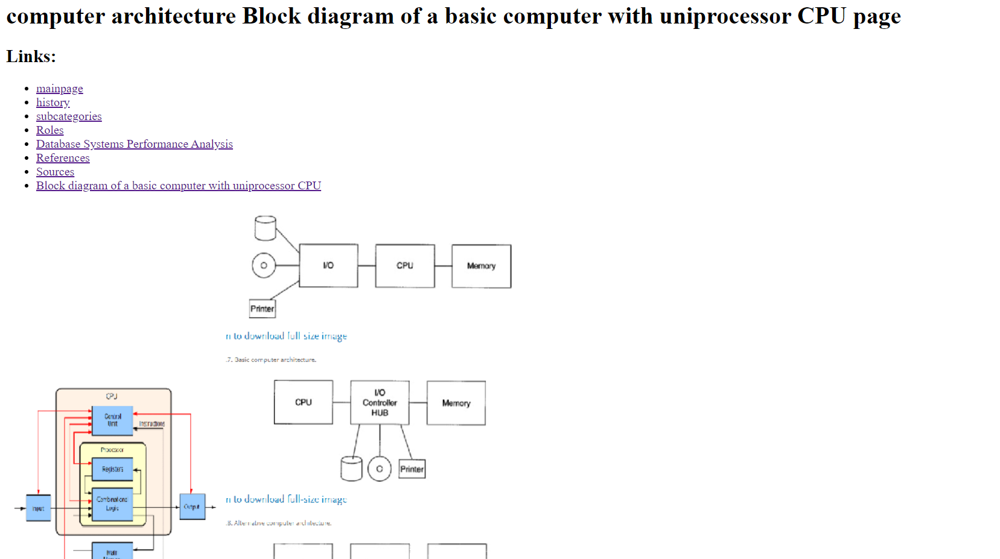 computer architecture Block diagram of a basic computer with uniprocessor CPU page
Links:
mainpage
history
subcategories
Roles
Database Systems Performance Analysis
References
Sources
Block diagram of a basic computer with uniprocessor CPU
I/O
CPU
Memory
Printer
n to download full size image
.7. Basic computer architecture.
CPU
I/O
Controller
HUB
Memory
Printer
n to download full-size image
.8. Alternative computer architecture.
CPU
Control
Unit
Instructions
Processor
Registers
Combinational
Logic
Input
Output
Main